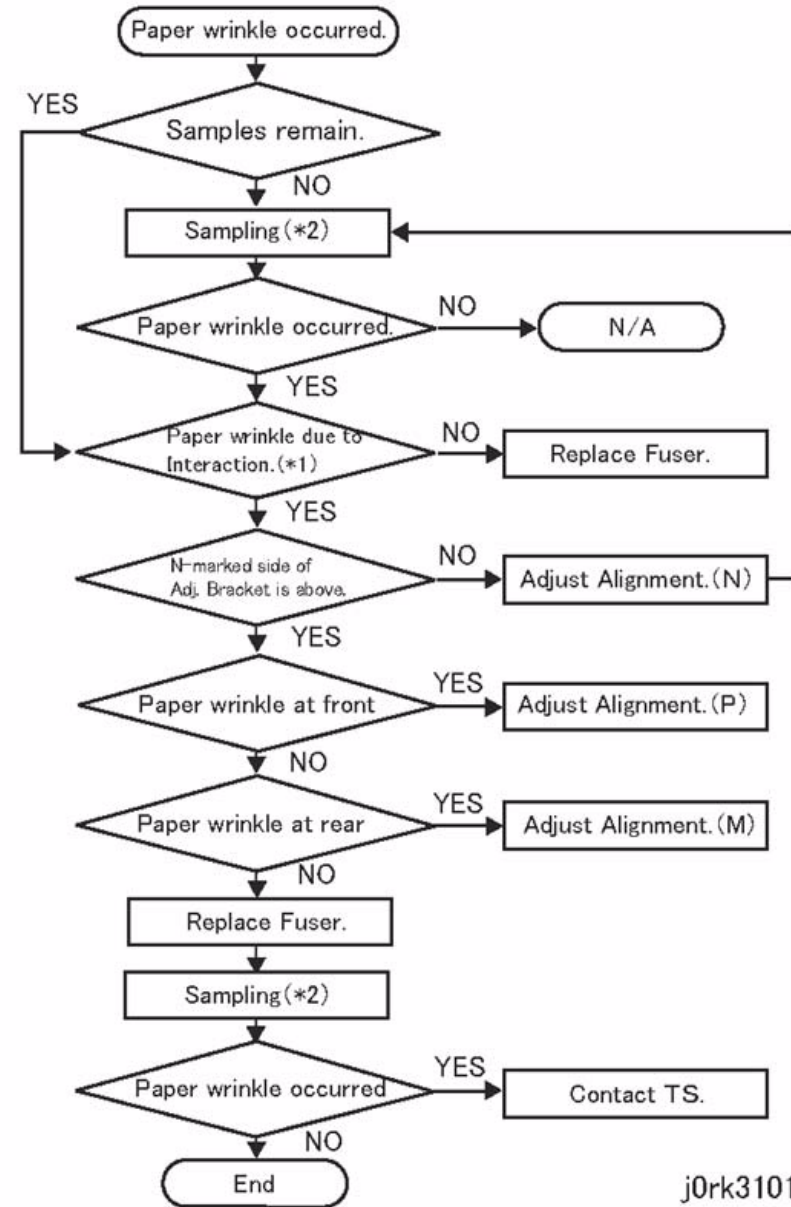 Paper wrinkle occurred.
YES
Samples remain.
NO
Sampling(*2)
Paper wrinkle occurred.
NO
N/A
YES
Paper wrinkle due to
Interaction.(*1)
NO
Replace Fuser.
YES
N-marked side of
Adj. Bracket is above.
NO
Adjust Alignment.(N)
YES
Paper wrinkle at front
YES
Adjust Alignment.(P)
NO
Paper wrinkle at rear
YES
Adjust Alignment.(M)
NO
Replace Fuser.
Sampling(*2)
Paper wrinkle occurred
YES
Contact TS.
NO
End
j0rk3101